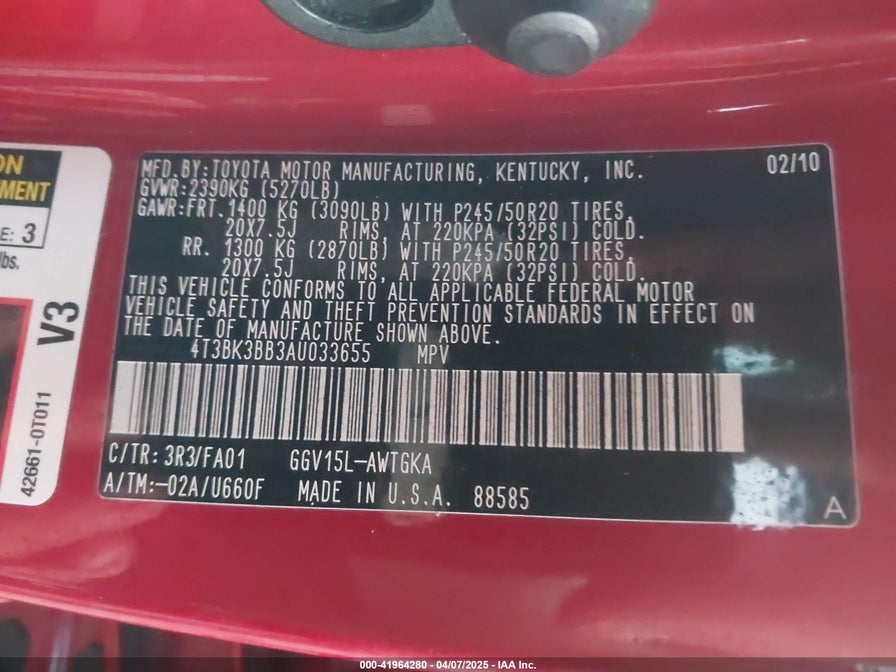 ON
MENT
E: 3
lbs.
V3
42661-0T011
MFD.BY:TOYOTA MOTOR MANUFACTURING, KENTUCKY, INC. 02/10
GVWR:2390KG (5270LB)
GAWR:FRT.1400 KG (3090LB) WITH P245/50R20 TIRES,
20X7.5J RIMS, AT 220KPA (32PSI) COLD.
RR. 1300 KG (2870LB) WITH P245/50R20 TIRES,
20X7.5J RIMS, AT 220KPA (32PSI) COLD.
THIS VEHICLE CONFORMS TO ALL APPLICABLE FEDERAL MOTOR
VEHICLE SAFETY AND THEFT PREVENTION STANDARDS IN EFFECT ON
THE DATE OF MANUFACTURE SHOWN ABOVE.
4T3BK3BB3AU033655 MPV
C/TR: 3R3/FA01 GGV15L-AWTGKA
A/TM:-02A/U660F MADE IN U.S.A. 88585
A
000-41964280 - 04/07/2025 - IAA Inc.